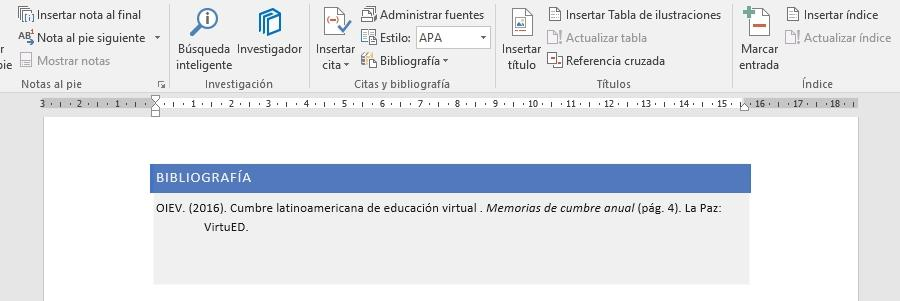 Insertar nota al final
Nota al pie siguiente
Mostrar notas
Notas al pie
Búsqueda inteligente
Investigador
Investigación
Insertar cita
Administrar fuentes
Estilo: APA
Bibliografía
Citas y bibliografía
Insertar título
Insertar Tabla de ilustraciones
Actualizar tabla
Referencia cruzada
Títulos
Marcar entrada
Insertar índice
Actualizar índice
Índice
3 2 1 1 2 3 4 5 6 7 8 9 10 11 12 13 14 15 16 17 18
BIBLIOGRAFÍA
OIEV. (2016). Cumbre latinoamericana de educación virtual . Memorias de cumbre anual (pág. 4). La Paz:
VirtuED.